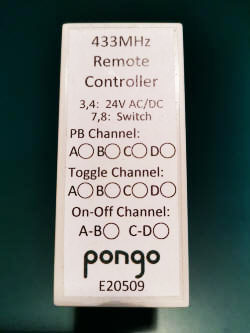 433MHz
Remote
Controller
3,4: 24V AC/DC
7,8: Switch
PB Channel:
A○ B○ C○ D○
Toggle Channel:
A○ B○ C○ D○
On-Off Channel:
A-B○ C-D○
pongo
E20509